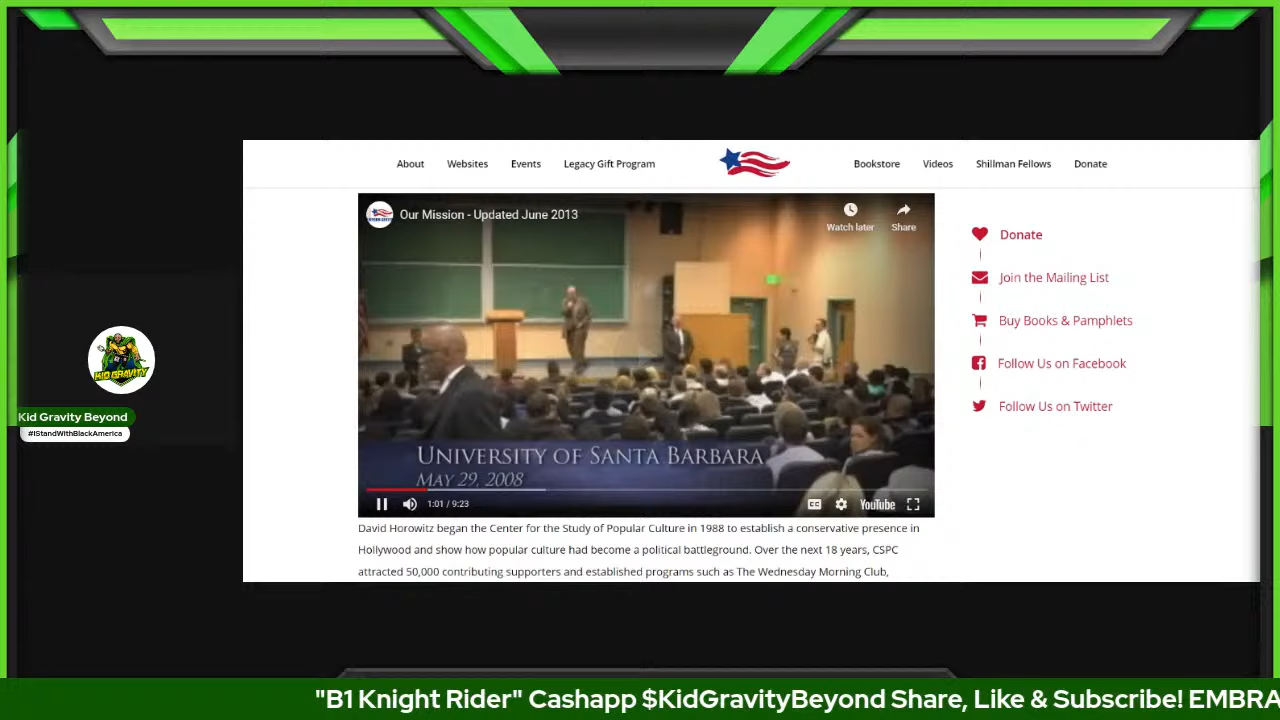 About Websites Events Legacy Gift Program Bookstore Videos Shillman Fellows Donate
Our Mission - Updated June 2013
Watch later Share
UNIVERSITY OF SANTA BARBARA
MAY 29, 2008
1:01 / 9:23 CC YouTube
David Horowitz began the Center for the Study of Popular Culture in 1988 to establish a conservative presence in
Hollywood and show how popular culture had become a political battleground. Over the next 18 years, CSPC
attracted 50,000 contributing supporters and established programs such as The Wednesday Morning Club,
Donate
Join the Mailing List
Buy Books & Pamphlets
Follow Us on Facebook
Follow Us on Twitter
KID GRAVITY
Kid Gravity Beyond
#IStandWithBlackAmerica
"B1 Knight Rider" Cashapp $KidGravityBeyond Share, Like & Subscribe! EMBRA